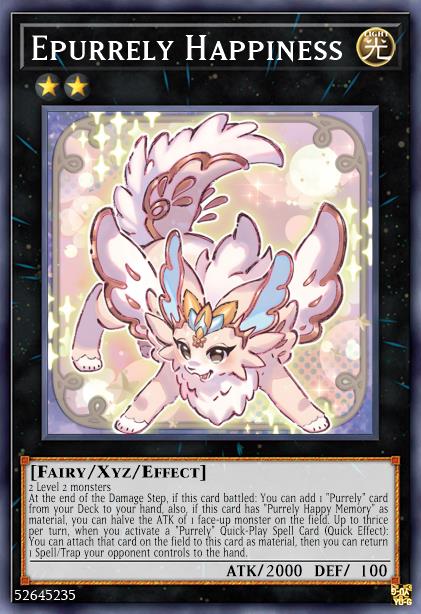 Epurrely Happiness
LIGHT
光
[Fairy/Xyz/Effect]
2 Level 2 monsters
At the end of the Damage Step, if this card battled: You can add 1 "Purrely" card
from your Deck to your hand, also, if this card has "Purrely Happy Memory" as
material, you can halve the ATK of 1 face-up monster on the field. Up to thrice
per turn, when you activate a "Purrely" Quick-Play Spell Card (Quick Effect):
You can attach that card on the field to this card as material, then you can return
1 Spell/Trap your opponent controls to the hand.
ATK/2000 DEF/ 100
52645235